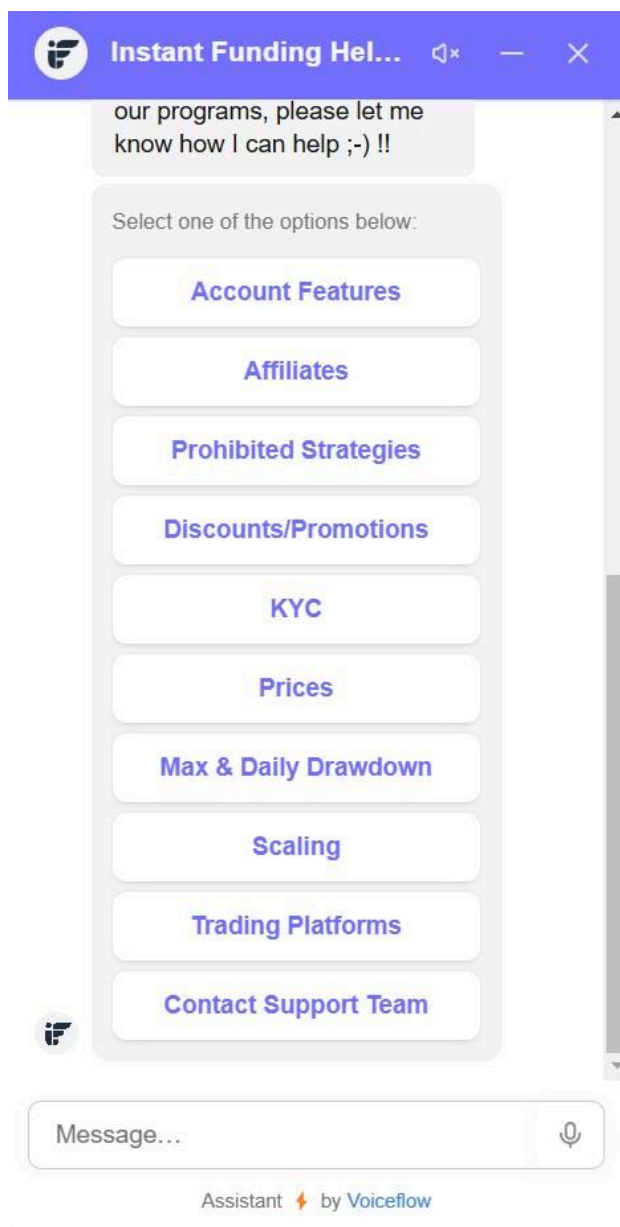 Instant Funding Hel...
our programs, please let me
know how I can help ;-) !!
Select one of the options below:
Account Features
Affiliates
Prohibited Strategies
Discounts/Promotions
KYC
Prices
Max & Daily Drawdown
Scaling
Trading Platforms
Contact Support Team
Message...
Assistant by Voiceflow